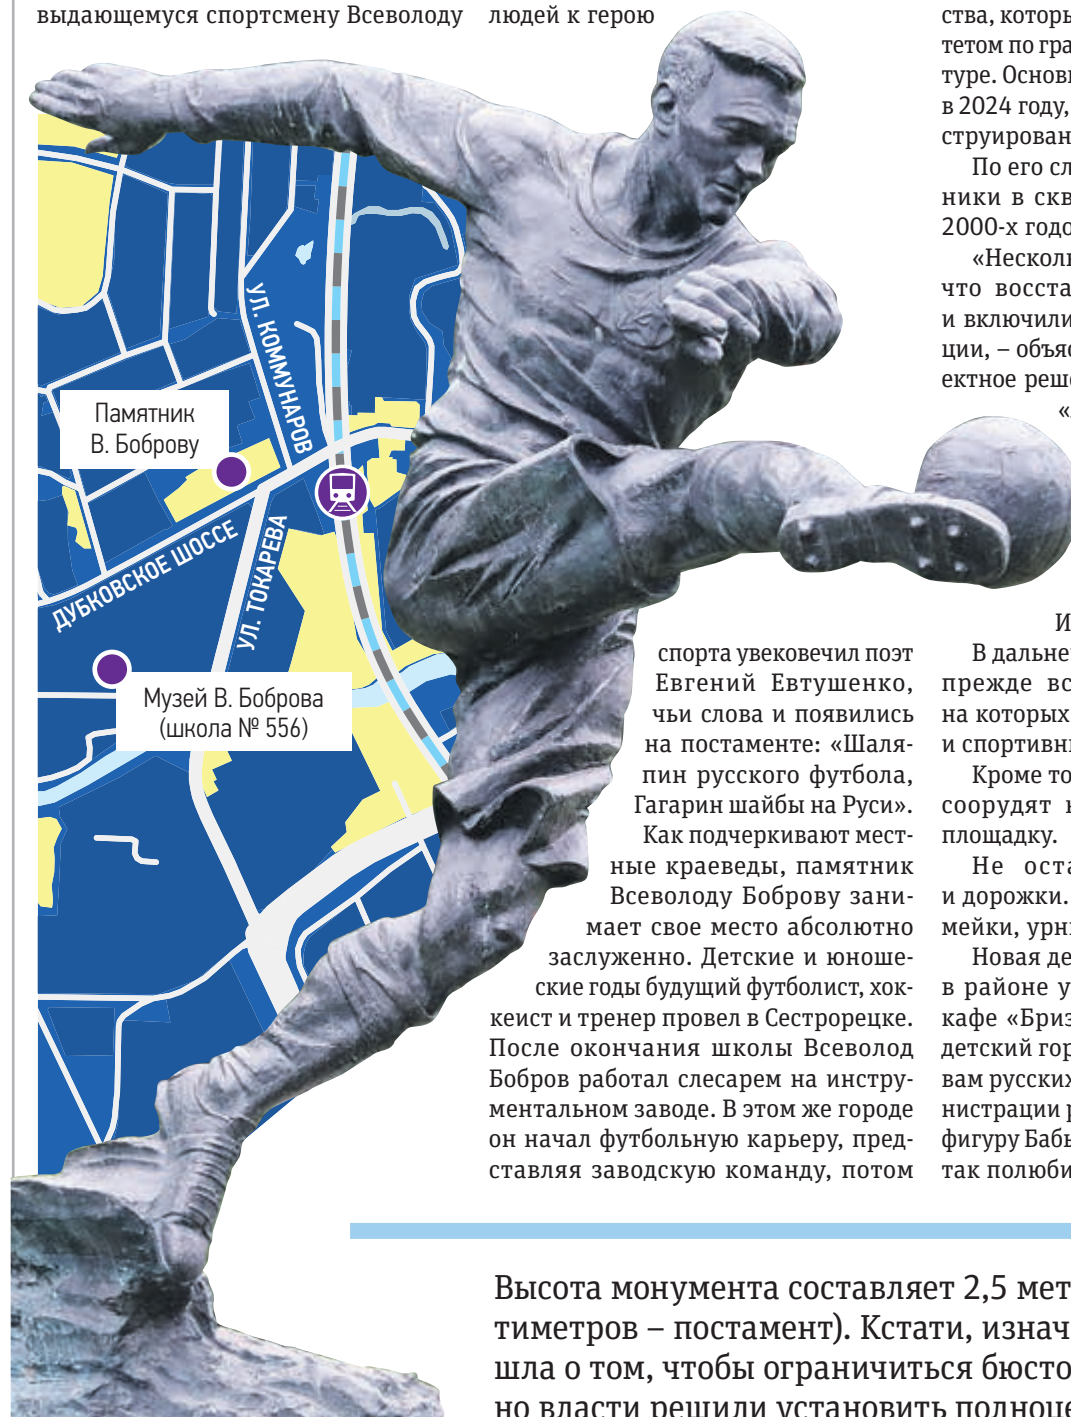 выдающемуся спортсмену Всеволоду
людей к герою
УЛ. КОММУНАРОВ
Памятник
В. Боброву
ДУБКОВСКОЕ ШОССЕ
УЛ. ТОКАРЕВА
Музей В. Боброва
(школа № 556)
спорта увековечил поэт
Евгений Евтушенко,
чьи слова и появились
на постаменте: «Шаля-
пин русского футбола,
Гагарин шайбы на Руси».
Как подчеркивают мест-
ные краеведы, памятник
Всеволоду Боброву зани-
мает свое место абсолютно
заслуженно. Детские и юноше-
ские годы будущий футболист, хок-
кеист и тренер провел в Сестрорецке.
После окончания школы Всеволод
Бобров работал слесарем на инстру-
ментальном заводе. В этом же городе
он начал футбольную карьеру, пред-
ставляя заводскую команду, потом
ства, которы
тетом по гра
туре. Основ
в 2024 году,
струирован
По его сл
ники в скв
2000-х годо
«Нескол
что восста
и включили
ции, – объяс
ектное реш
«
И
В дальне
прежде вс
на которых
и спортивн
Кроме то
соорудят
площадку.
Не оста
и дорожки.
мейки, урн
Новая де
в районе у
кафе «Бриз
детский гор
вам русских
нистрации
фигуру Баб
так полюби
Высота монумента составляет 2,5 мет
тиметров – постамент). Кстати, изнач
шла о том, чтобы ограничиться бюсто
но власти решили установить полноце